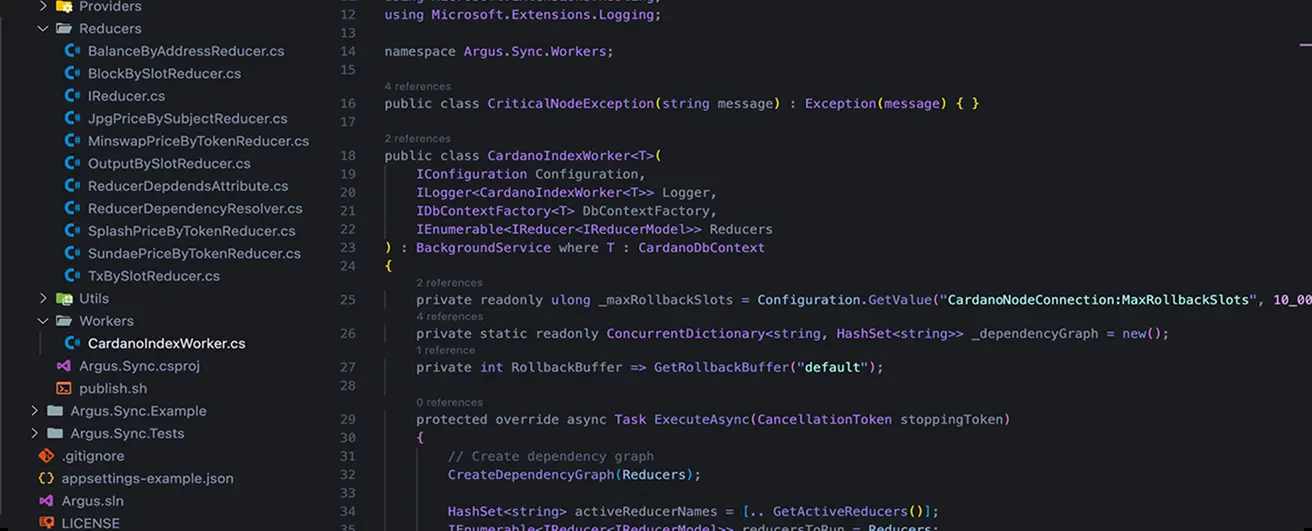 Providers
Reducers
BalanceByAddressReducer.cs
BlockBySlotReducer.cs
IReducer.cs
JpgPriceBySubjectReducer.cs
MinswapPriceByTokenReducer.cs
OutputBySlotReducer.cs
ReducerDepdendsAttribute.cs
ReducerDependencyResolver.cs
SplashPriceByTokenReducer.cs
SundaePriceByTokenReducer.cs
TxBySlotReducer.cs
Utils
Workers
CardanoIndexWorker.cs
Argus.Sync.csproj
publish.sh
Argus.Sync.Example
Argus.Sync.Tests
.gitignore
appsettings-example.json
Argus.sln
LICENSE
12 using Microsoft.Extensions.Logging;
13
14 namespace Argus.Sync.Workers;
15
4 references
16 public class CriticalNodeException(string message) : Exception(message) { }
17
2 references
18 public class CardanoIndexWorker<T>(
19 IConfiguration Configuration,
20 ILogger<CardanoIndexWorker<T>> Logger,
21 IDbContextFactory<T> DbContextFactory,
22 IEnumerable<IReducer<IReducerModel>> Reducers
23 ) : BackgroundService where T : CardanoDbContext
24 {
2 references
25 private readonly ulong _maxRollbackSlots = Configuration.GetValue("CardanoNodeConnection:MaxRollbackSlots", 10_00
4 references
26 private static readonly ConcurrentDictionary<string, HashSet<string>> _dependencyGraph = new();
1 reference
27 private int RollbackBuffer => GetRollbackBuffer("default");
28
0 references
29 protected override async Task ExecuteAsync(CancellationToken stoppingToken)
30 {
31 // Create dependency graph
32 CreateDependencyGraph(Reducers);
33
34 HashSet<string> activeReducerNames = [.. GetActiveReducers()];
35 IEnumerable<IReducer<IReducerModel>> reducersToRun = Reducers;